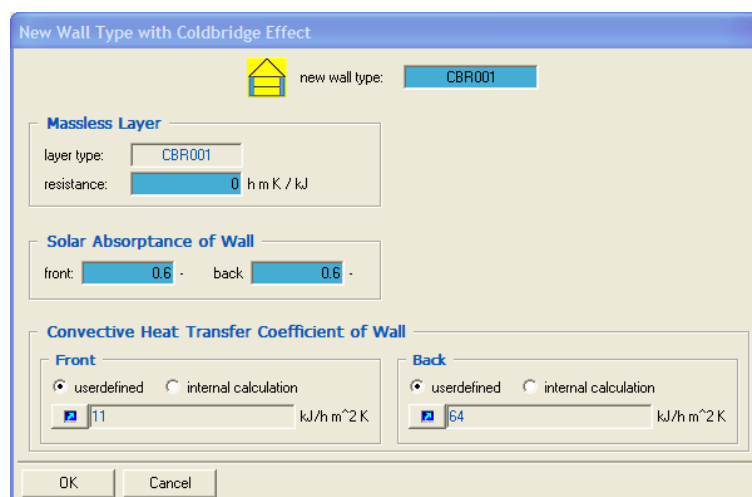 New Wall Type with Coldbridge Effect
new wall type: CBR001
Massless Layer
layer type: CBR001
resistance: 0 h m K / kJ
Solar Absorptance of Wall
front: 0.6 - back 0.6 -
Convective Heat Transfer Coefficient of Wall
Front
userdefined internal calculation
11 kJ/h m^2 K
Back
userdefined internal calculation
64 kJ/h m^2 K
OK Cancel